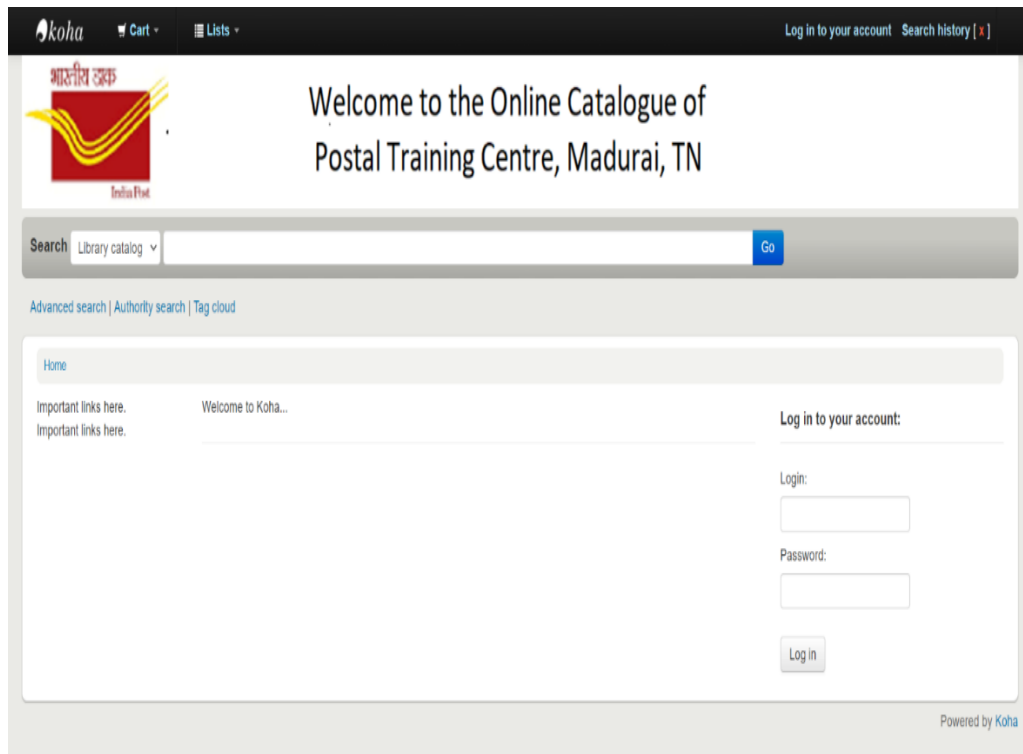 koha Cart Lists Log in to your account Search history [ x ]
भारतीय डाक
India Post
Welcome to the Online Catalogue of
Postal Training Centre, Madurai, TN
Search Library catalog Go
Advanced search | Authority search | Tag cloud
Home
Important links here.
Important links here.
Welcome to Koha...
Log in to your account:
Login:
Password:
Log in
Powered by Koha